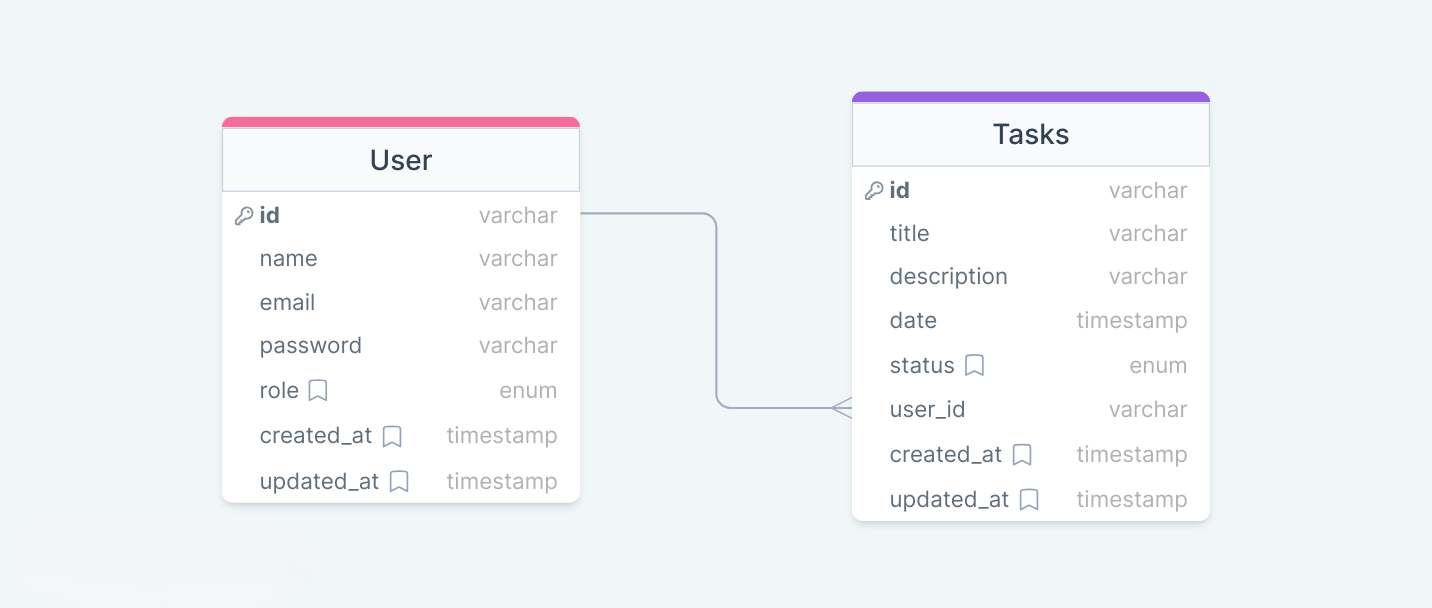 User
id varchar
name varchar
email varchar
password varchar
role enum
created_at timestamp
updated_at timestamp
Tasks
id varchar
title varchar
description varchar
date timestamp
status enum
user_id varchar
created_at timestamp
updated_at timestamp